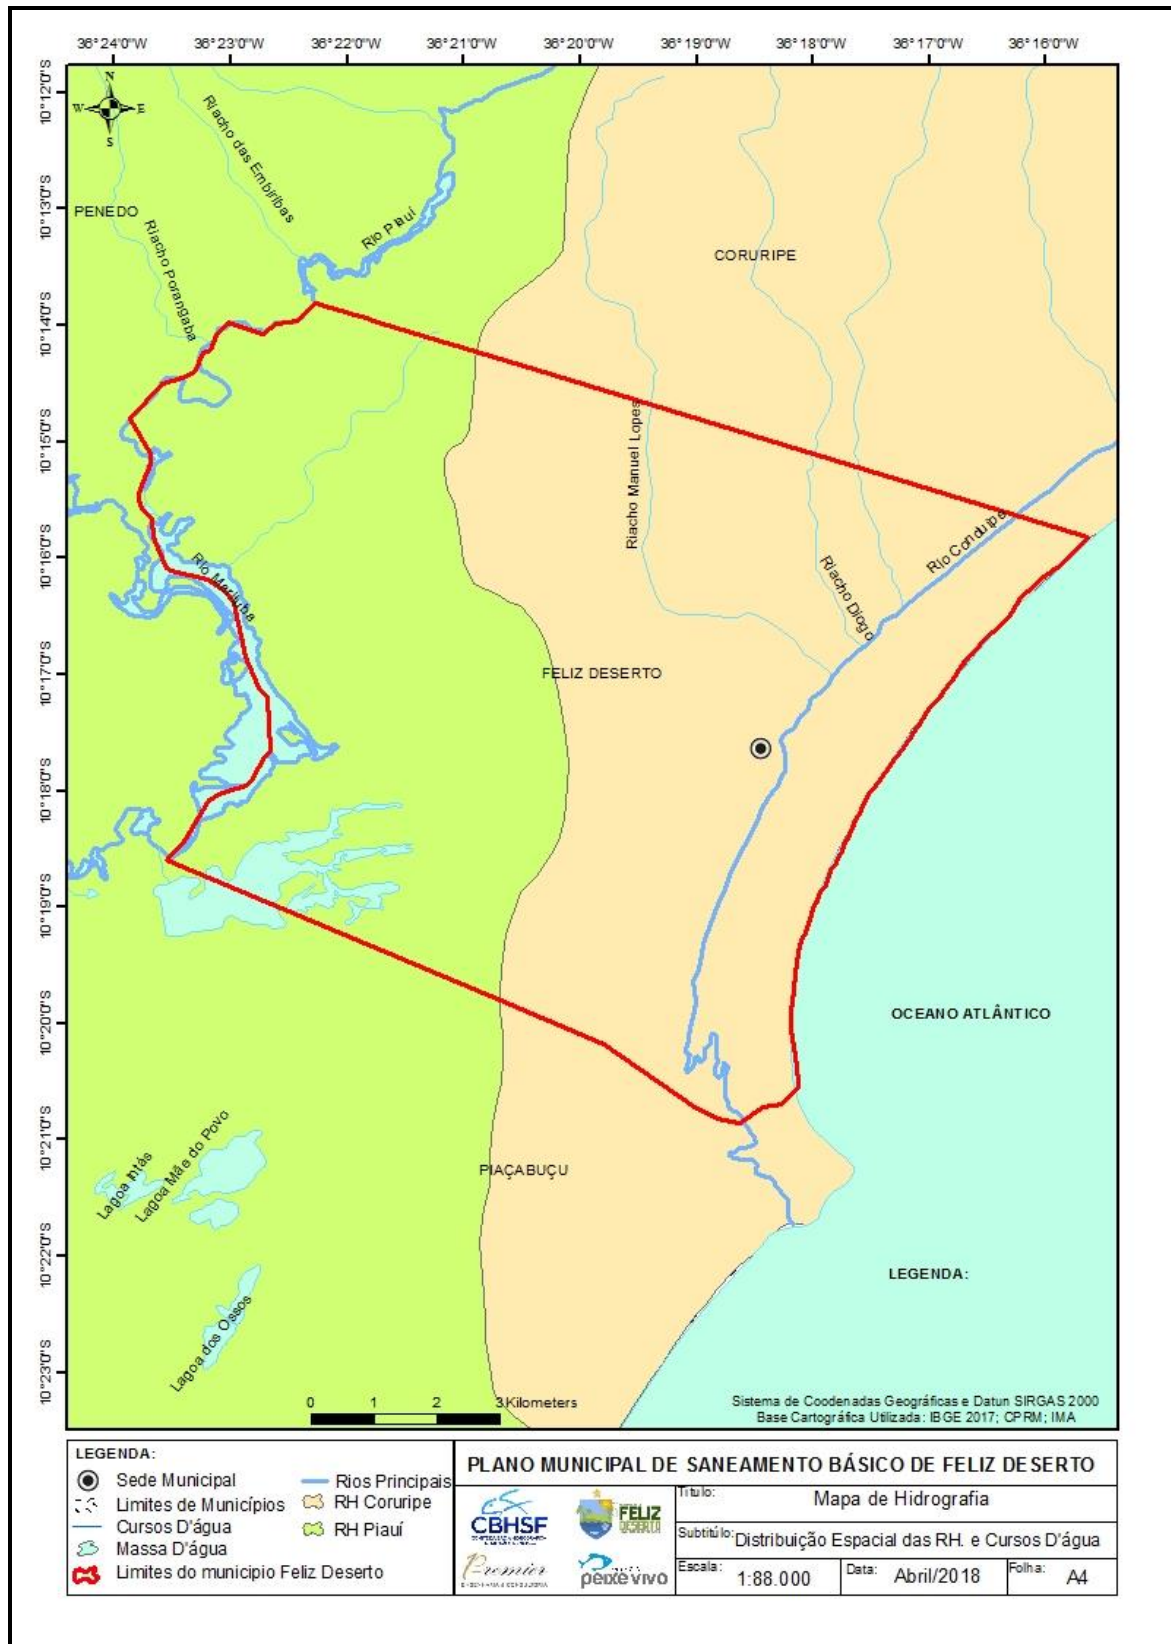 36°24'0"W 36°23'0"W 36°22'0"W 36°21'0"W 36°20'0"W 36°19'0"W 36°18'0"W 36°17'0"W 36°16'0"W
10°12'0"S
10°13'0"S
10°14'0"S
10°15'0"S
10°16'0"S
10°17'0"S
10°18'0"S
10°19'0"S
10°20'0"S
10°21'0"S
10°22'0"S
10°23'0"S
N
W E
S
Riacho das Embiribas
PENEDO
Rio Piauí
Riacho Porangaba
CORURIPE
Riacho Manuel Lopes
Rio Conduipe
Rio Marituba
Riacho Diogo
FELIZ DESERTO
OCEANO ATLÂNTICO
Lagoa Intãs
Lagoa Mãe do Povo
PIAÇABUÇU
LEGENDA:
Lagoa dos Ossos
0 1 2 3 Kilometers
Sistema de Coodenadas Geográficas e Datun SIRGAS 2000
Base Cartográfica Utilizada: IBGE 2017; CPRM; IMA
LEGENDA:
Sede Municipal
Limites de Municípios
Cursos D'água
Massa D'água
Limites do municipio Feliz Deserto
Rios Principais
RH Coruripe
RH Piauí
PLANO MUNICIPAL DE SANEAMENTO BÁSICO DE FELIZ DESERTO
CBHSF
FELIZ
DESERTO
Premier
peixe vivo
Título: Mapa de Hidrografia
Subtitúlo: Distribuição Espacial das RH. e Cursos D'água
Escala: 1:88.000
Data: Abril/2018
Folha: A4